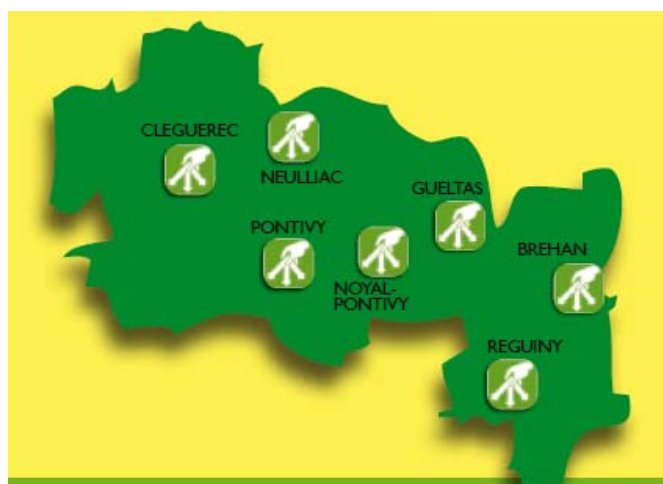 CLEGUEREC
NEULLIAC
GUELTAS
PONTIVY
BREHAN
NOYAL-
PONTIVY
REGUINY